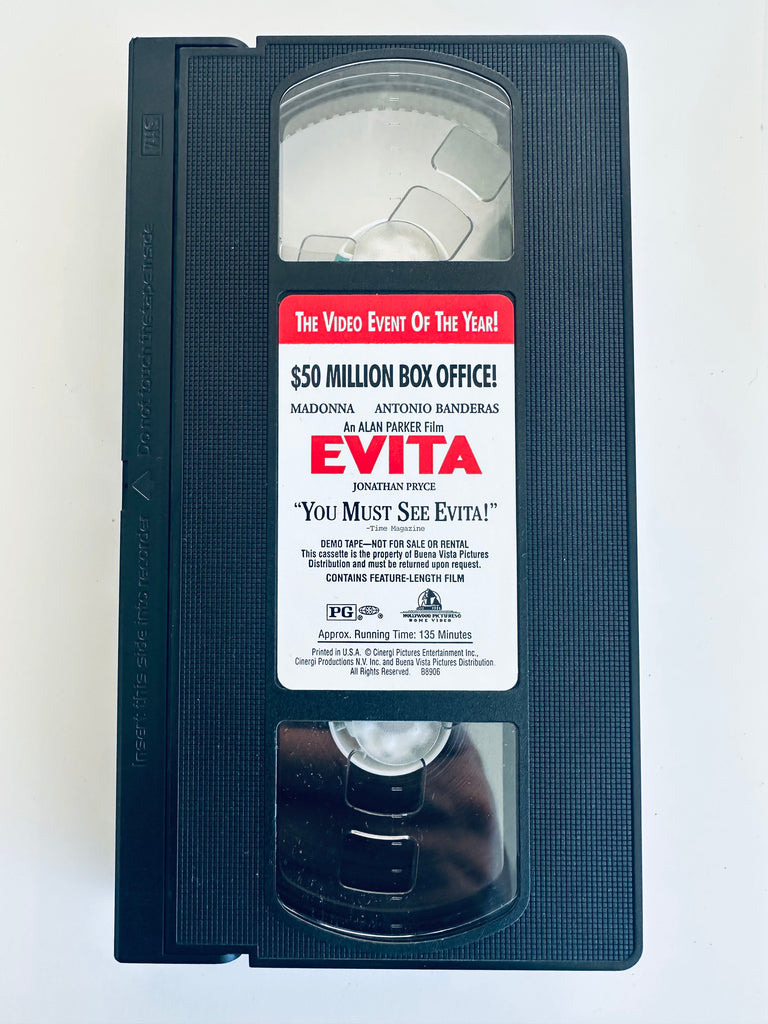 VHS
Do not touch the tape inside
Insert this side into recorder
THE VIDEO EVENT OF THE YEAR!
$50 MILLION BOX OFFICE!
MADONNA ANTONIO BANDERAS
An ALAN PARKER Film
EVITA
JONATHAN PRYCE
“YOU MUST SEE EVITA!”
-Time Magazine
DEMO TAPE—NOT FOR SALE OR RENTAL
This cassette is the property of Buena Vista Pictures
Distribution and must be returned upon request.
CONTAINS FEATURE-LENGTH FILM
PG
HOLLYWOOD PICTURES
HOME VIDEO
Approx. Running Time: 135 Minutes
Printed in U.S.A. © Cinergi Pictures Entertainment Inc.,
Cinergi Productions N.V. Inc. and Buena Vista Pictures Distribution.
All Rights Reserved. B8906